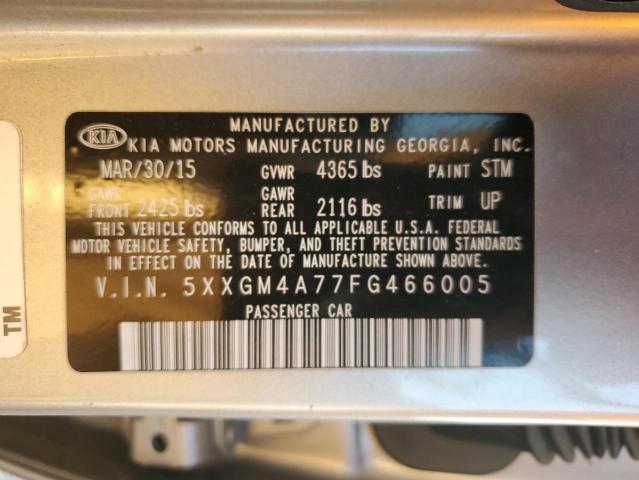 KIA
MANUFACTURED BY
KIA MOTORS MANUFACTURING GEORGIA, INC.
MAR/30/15 GVWR 4365 lbs PAINT STM
GAWR FRONT 2425 lbs GAWR REAR 2116 lbs TRIM UP
THIS VEHICLE CONFORMS TO ALL APPLICABLE U.S.A. FEDERAL
MOTOR VEHICLE SAFETY, BUMPER, AND THEFT PREVENTION STANDARDS
IN EFFECT ON THE DATE OF MANUFACTURE SHOWN ABOVE.
V.I.N. 5XXGM4A77FG466005
PASSENGER CAR
TM